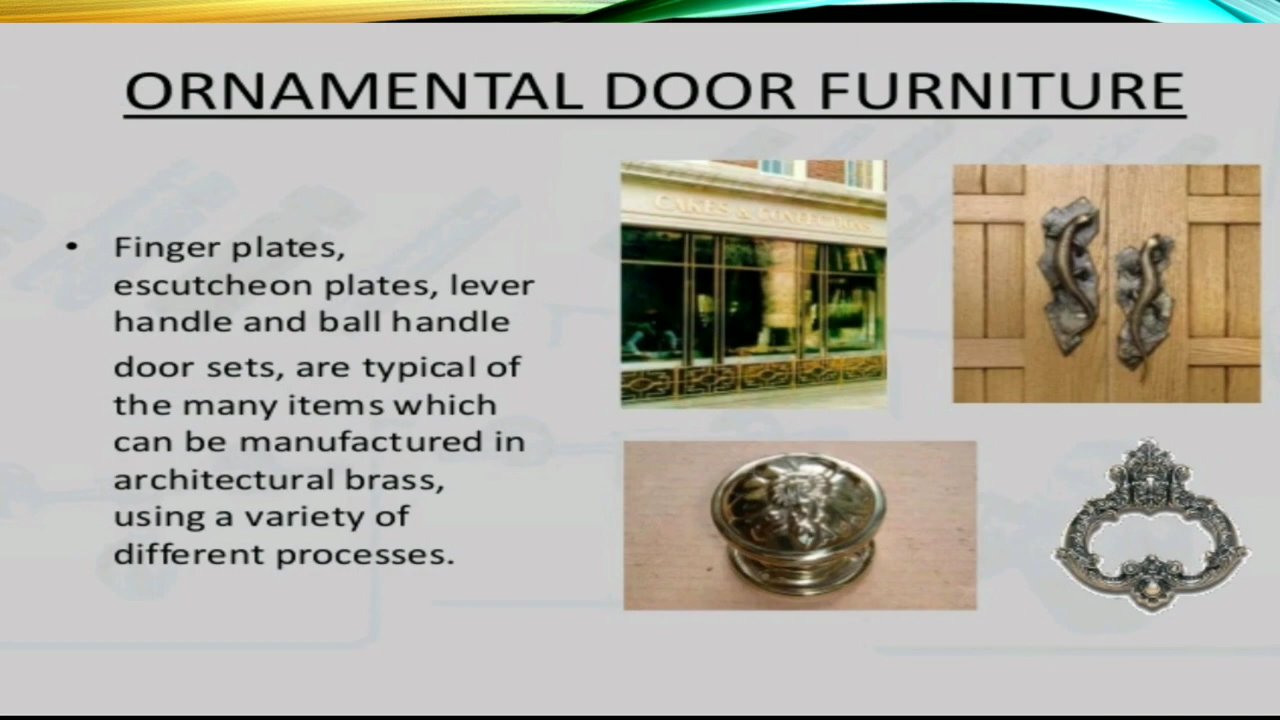 ORNAMENTAL DOOR FURNITURE
• Finger plates,
escutcheon plates, lever
handle and ball handle
door sets, are typical of
the many items which
can be manufactured in
architectural brass,
using a variety of
different processes.
CAKES & CONFECTIONS